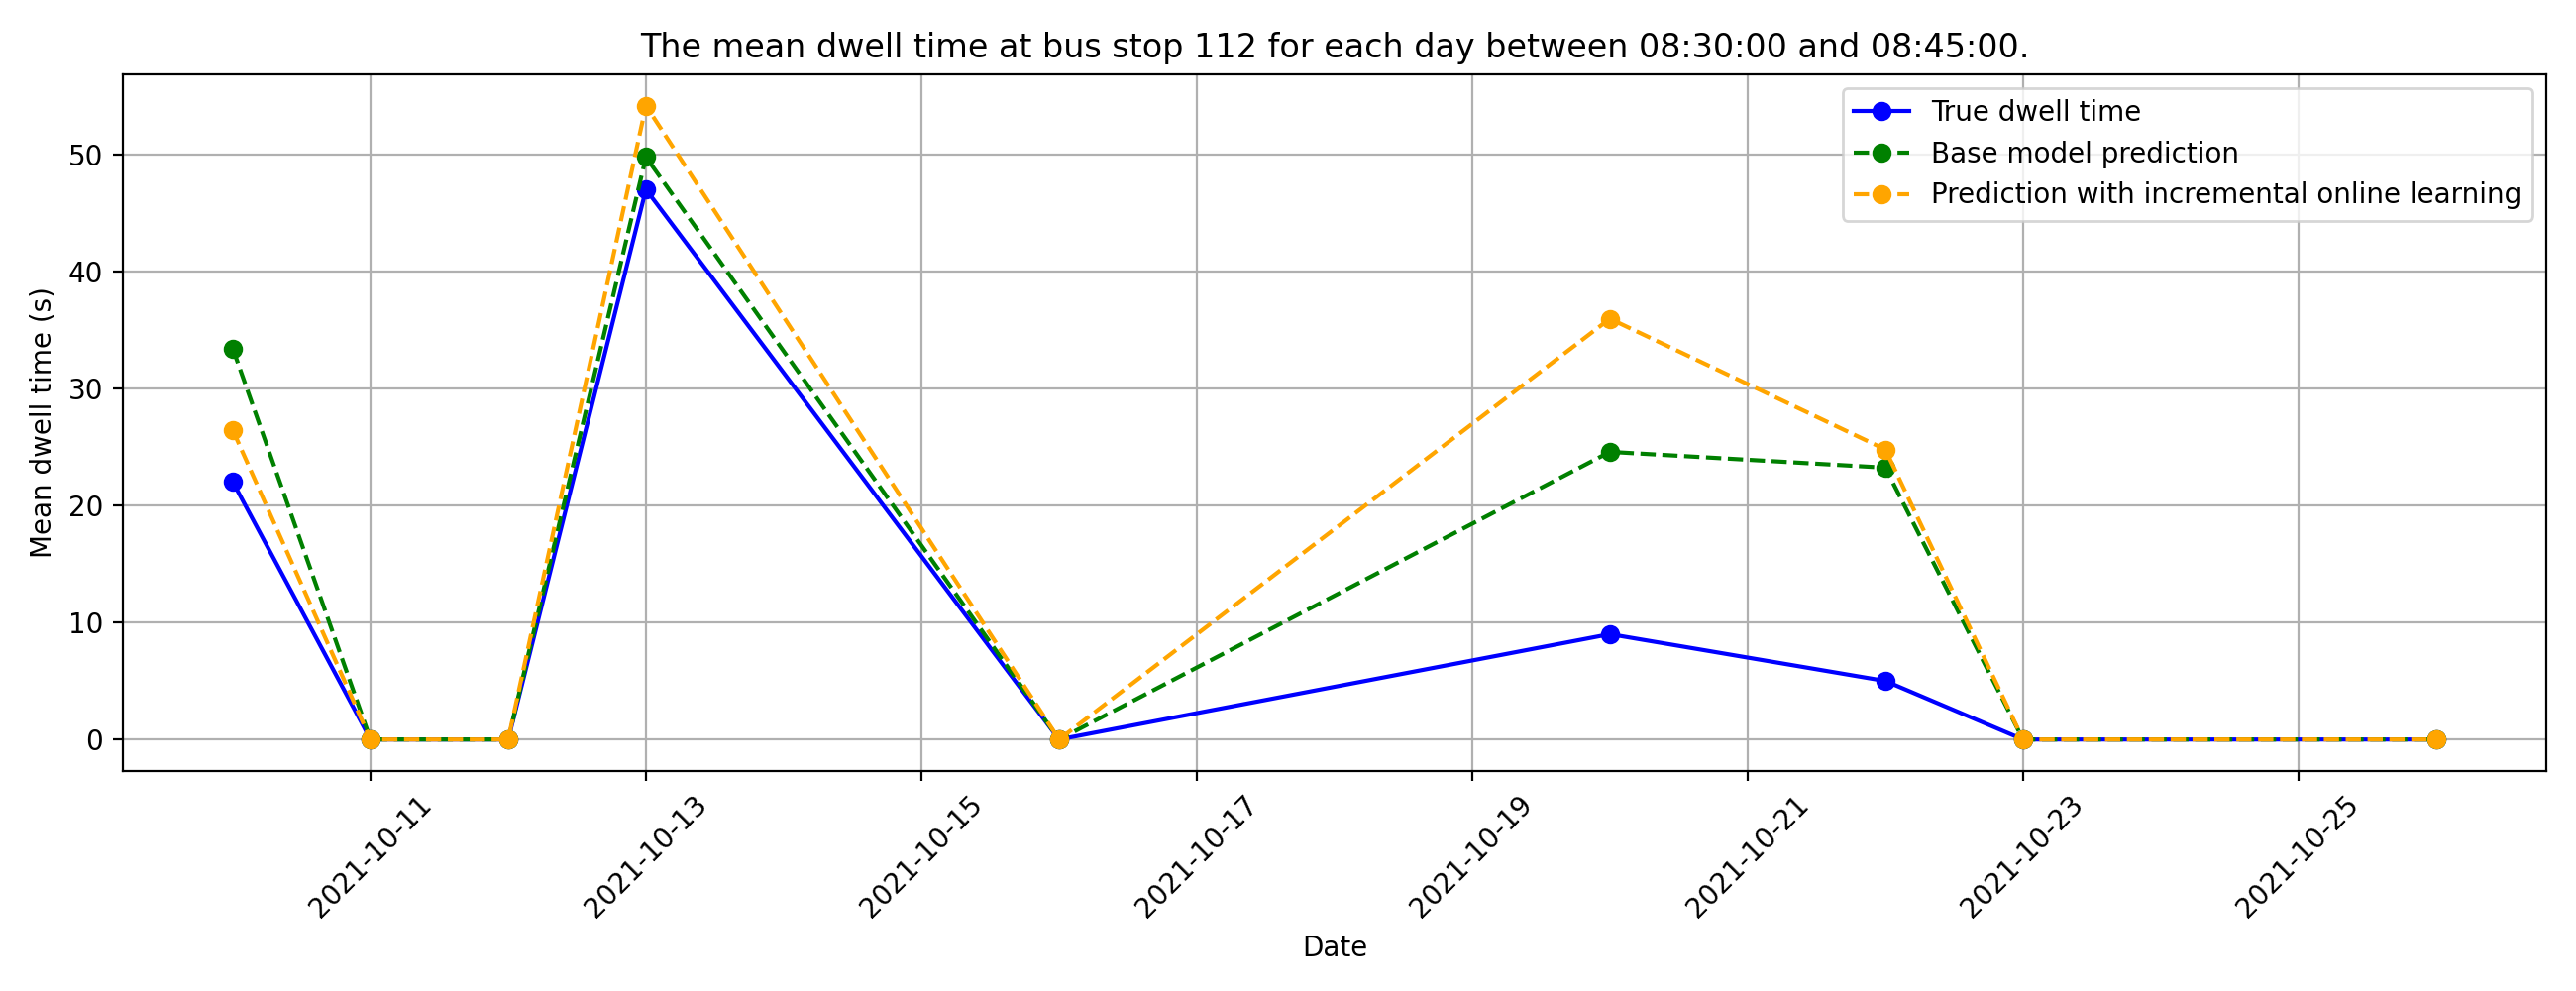 The mean dwell time at bus stop 112 for each day between 08:30:00 and 08:45:00.
True dwell time
Base model prediction
Prediction with incremental online learning
Mean dwell time (s)
50
40
30
20
10
0
2021-10-11
2021-10-13
2021-10-15
2021-10-17
2021-10-19
2021-10-21
2021-10-23
2021-10-25
Date